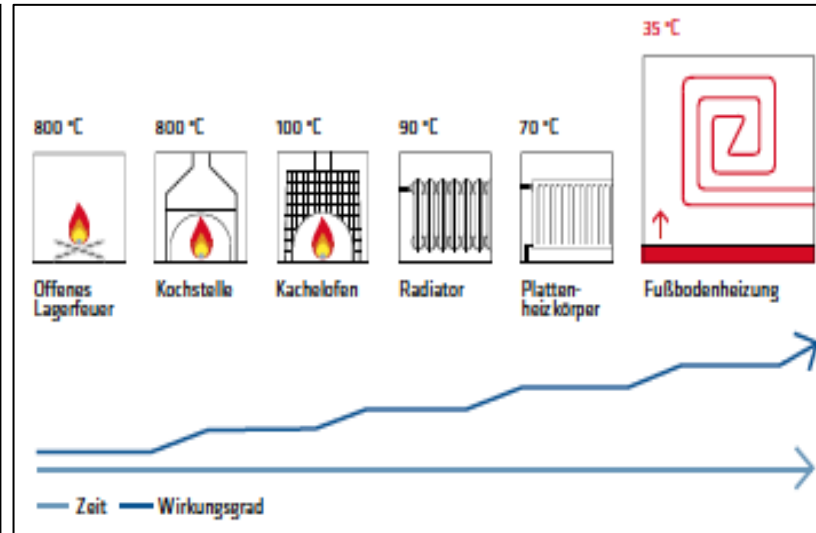 35 °C
800 °C
800 °C
100 °C
90 °C
70 °C
Offenes
Lagerfeuer
Kochstelle
Kachelofen
Radiator
Platten-
heizkörper
Fußbodenheizung
Zeit
Wirkungsgrad